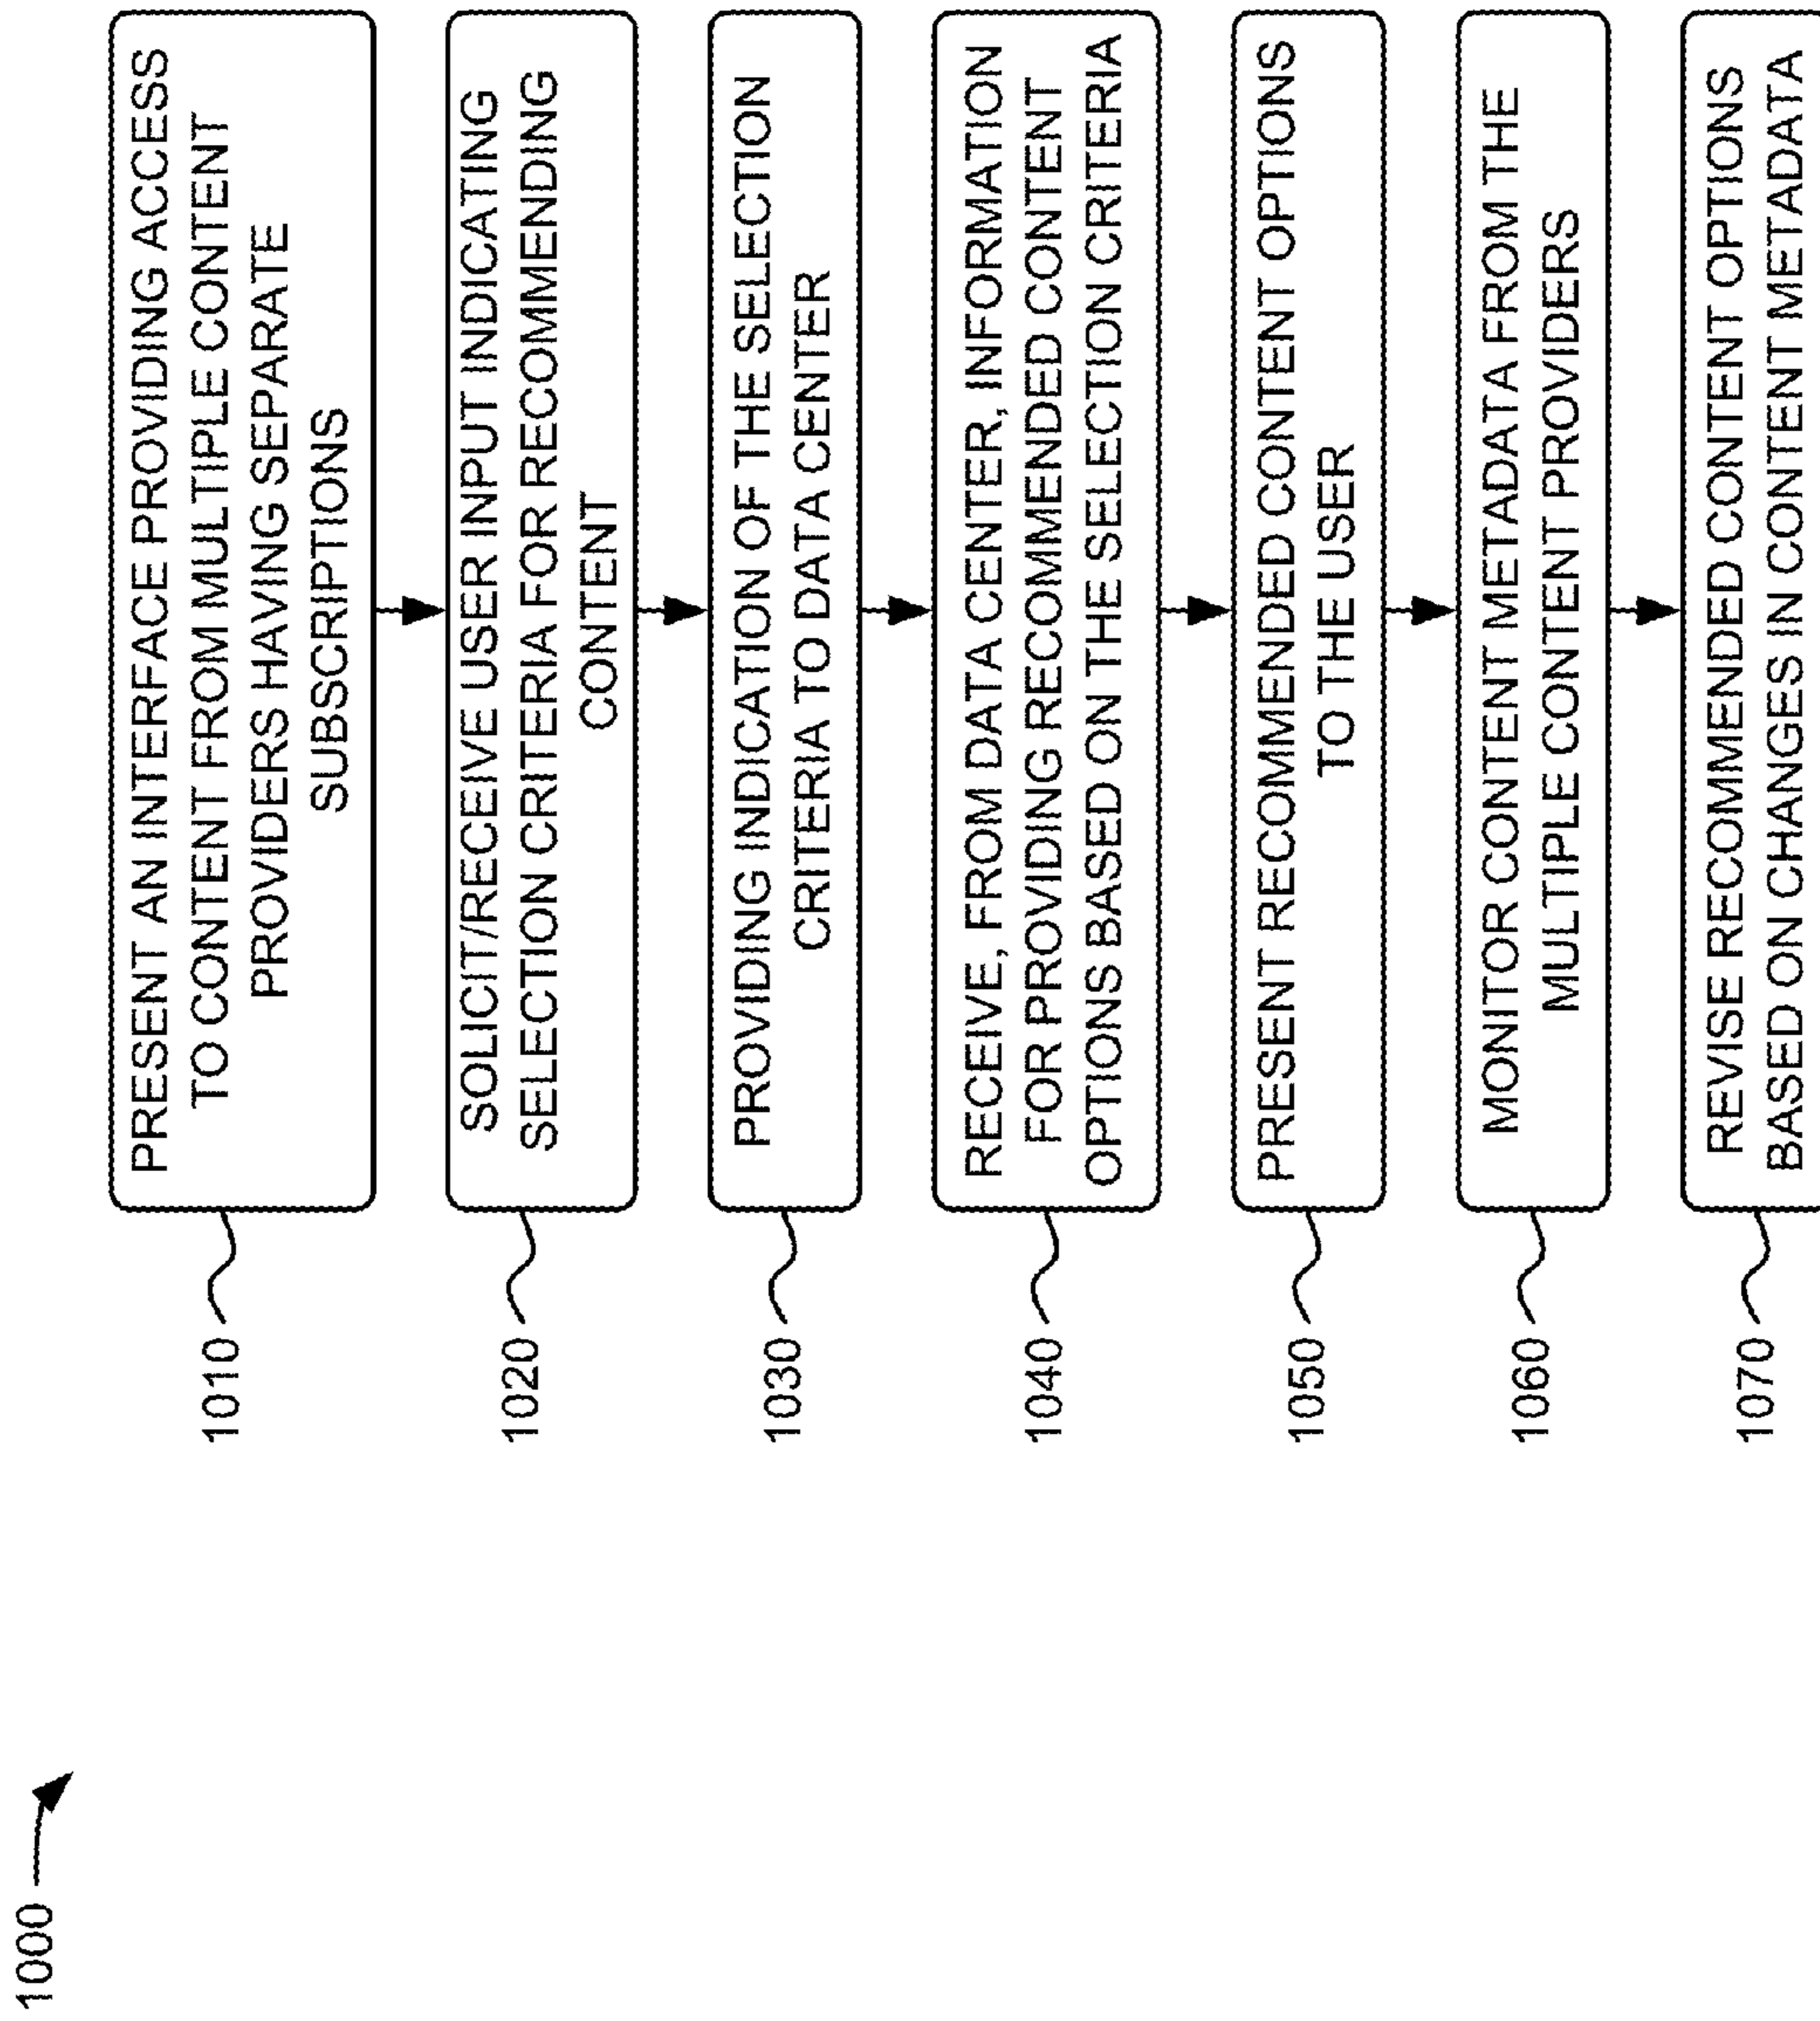 1000
1010
PRESENT AN INTERFACE PROVIDING ACCESS
TO CONTENT FROM MULTIPLE CONTENT
PROVIDERS HAVING SEPARATE
SUBSCRIPTIONS
1020
SOLICIT/RECEIVE USER INPUT INDICATING
SELECTION CRITERIA FOR RECOMMENDING
CONTENT
1030
PROVIDING INDICATION OF THE SELECTION
CRITERIA TO DATA CENTER
1040
RECEIVE, FROM DATA CENTER, INFORMATION
FOR PROVIDING RECOMMENDED CONTENT
OPTIONS BASED ON THE SELECTION CRITERIA
1050
PRESENT RECOMMENDED CONTENT OPTIONS
TO THE USER
1060
MONITOR CONTENT METADATA FROM THE
MULTIPLE CONTENT PROVIDERS
1070
REVISE RECOMMENDED CONTENT OPTIONS
BASED ON CHANGES IN CONTENT METADATA